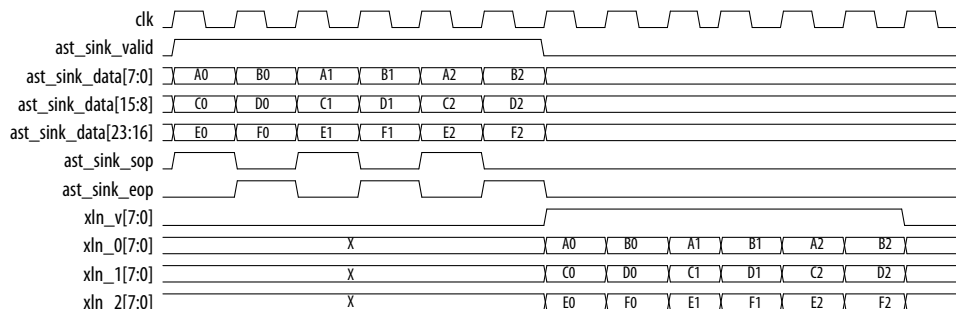 clk
ast_sink_valid
ast_sink_data[7:0] A0 B0 A1 B1 A2 B2
ast_sink_data[15:8] C0 D0 C1 D1 C2 D2
ast_sink_data[23:16] E0 F0 E1 F1 E2 F2
ast_sink_sop
ast_sink_eop
xln_v[7:0]
xln_0[7:0] X A0 B0 A1 B1 A2 B2
xln_1[7:0] X C0 D0 C1 D1 C2 D2
xln_2[7:0] X E0 F0 E1 F1 E2 F2